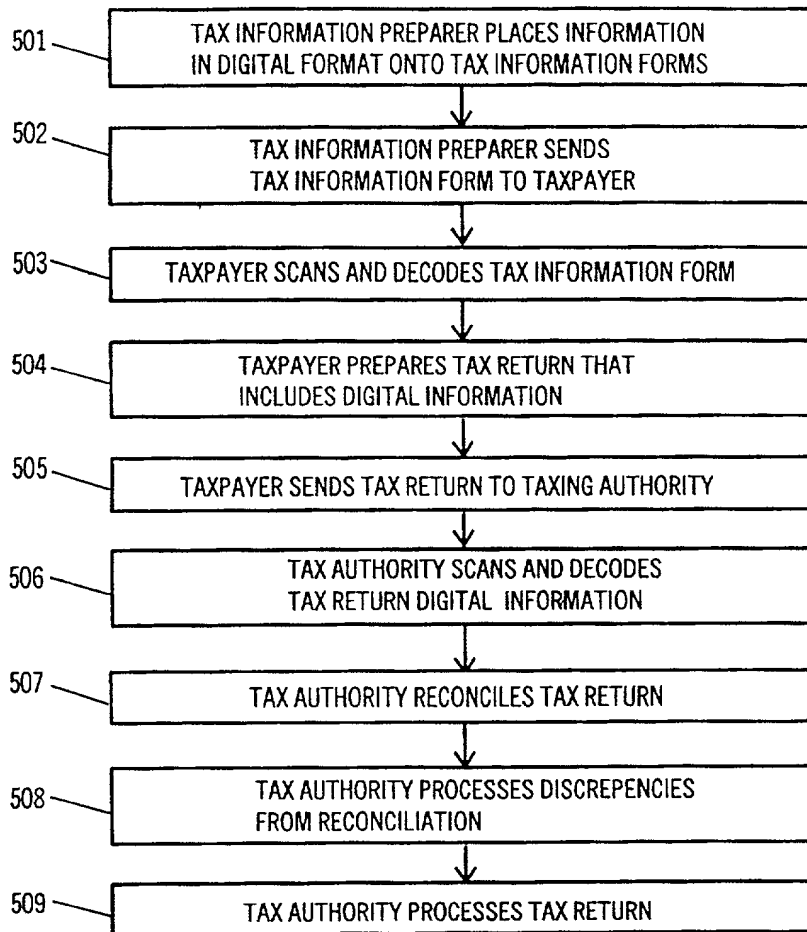 501
TAX INFORMATION PREPARER PLACES INFORMATION
IN DIGITAL FORMAT ONTO TAX INFORMATION FORMS
502
TAX INFORMATION PREPARER SENDS
TAX INFORMATION FORM TO TAXPAYER
503
TAXPAYER SCANS AND DECODES TAX INFORMATION FORM
504
TAXPAYER PREPARES TAX RETURN THAT
INCLUDES DIGITAL INFORMATION
505
TAXPAYER SENDS TAX RETURN TO TAXING AUTHORITY
506
TAX AUTHORITY SCANS AND DECODES
TAX RETURN DIGITAL INFORMATION
507
TAX AUTHORITY RECONCILES TAX RETURN
508
TAX AUTHORITY PROCESSES DISCREPENCIES
FROM RECONCILIATION
509
TAX AUTHORITY PROCESSES TAX RETURN